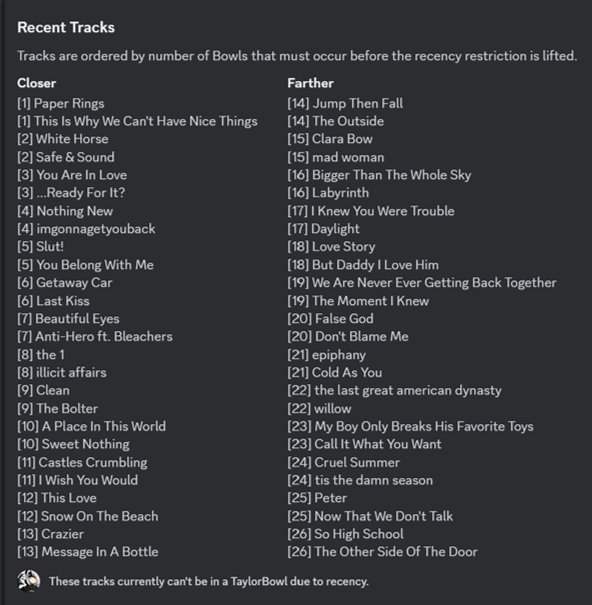 Recent Tracks
Tracks are ordered by number of Bowls that must occur before the recency restriction is lifted.
Closer
[1] Paper Rings
[1] This Is Why We Can't Have Nice Things
[2] White Horse
[2] Safe & Sound
[3] You Are In Love
[3] ...Ready For It?
[4] Nothing New
[4] imgonnagetyouback
[5] Slut!
[5] You Belong With Me
[6] Getaway Car
[6] Last Kiss
[7] Beautiful Eyes
[7] Anti-Hero ft. Bleachers
[8] the 1
[8] illicit affairs
[9] Clean
[9] The Bolter
[10] A Place In This World
[10] Sweet Nothing
[11] Castles Crumbling
[11] I Wish You Would
[12] This Love
[12] Snow On The Beach
[13] Crazier
[13] Message In A Bottle
Farther
[14] Jump Then Fall
[14] The Outside
[15] Clara Bow
[15] mad woman
[16] Bigger Than The Whole Sky
[16] Labyrinth
[17] I Knew You Were Trouble
[17] Daylight
[18] Love Story
[18] But Daddy I Love Him
[19] We Are Never Ever Getting Back Together
[19] The Moment I Knew
[20] False God
[20] Don't Blame Me
[21] epiphany
[21] Cold As You
[22] the last great american dynasty
[22] willow
[23] My Boy Only Breaks His Favorite Toys
[23] Call It What You Want
[24] Cruel Summer
[24] tis the damn season
[25] Peter
[25] Now That We Don't Talk
[26] So High School
[26] The Other Side Of The Door
These tracks currently can't be in a TaylorBowl due to recency.